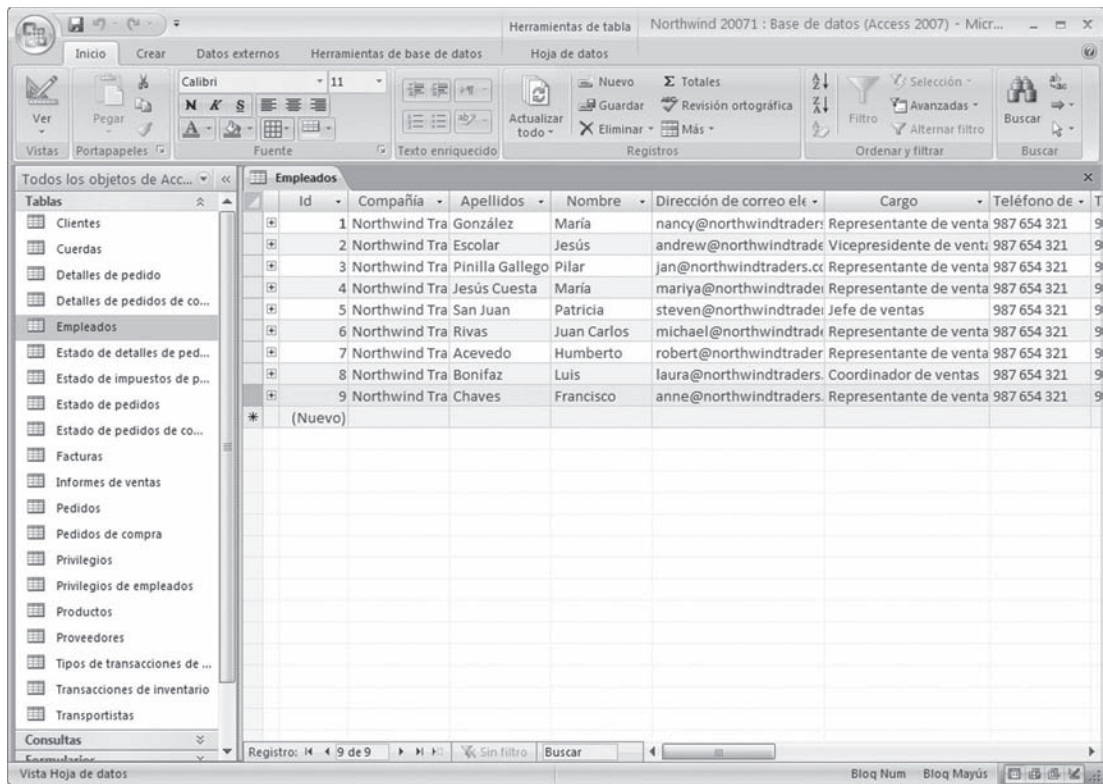 Herramientas de tabla Northwind 20071 : Base de datos (Access 2007) - Micr...
Inicio Crear Datos externos Herramientas de base de datos Hoja de datos
Ver
Vistas
Pegar
Portapapeles
Calibri 11
N K S
Fuente
Texto enriquecido
Actualizar todo
Nuevo
Guardar
Eliminar
Totales
Revisión ortográfica
Más
Registros
Filtro
Selección
Avanzadas
Alternar filtro
Ordenar y filtrar
Buscar
Buscar
Todos los objetos de Acc... «
Tablas
Clientes
Cuerdas
Detalles de pedido
Detalles de pedidos de co...
Empleados
Estado de detalles de ped...
Estado de impuestos de p...
Estado de pedidos
Estado de pedidos de co...
Facturas
Informes de ventas
Pedidos
Pedidos de compra
Privilegios
Privilegios de empleados
Productos
Proveedores
Tipos de transacciones de ...
Transacciones de inventario
Transportistas
Consultas
Empleados
Id Compañía Apellidos Nombre Dirección de correo ele Cargo Teléfono de T
1 Northwind Tra González María nancy@northwindtraders Representante de venta 987 654 321 9
2 Northwind Tra Escolar Jesús andrew@northwindtrade Vicepresidente de venta 987 654 321 9
3 Northwind Tra Pinilla Gallego Pilar jan@northwindtraders.co Representante de venta 987 654 321 9
4 Northwind Tra Jesús Cuesta María mariya@northwindtrader Representante de venta 987 654 321 9
5 Northwind Tra San Juan Patricia steven@northwindtrader Jefe de ventas 987 654 321 9
6 Northwind Tra Rivas Juan Carlos michael@northwindtrade Representante de venta 987 654 321 9
7 Northwind Tra Acevedo Humberto robert@northwindtrader Representante de venta 987 654 321 9
8 Northwind Tra Bonifaz Luis laura@northwindtraders. Coordinador de ventas 987 654 321 9
9 Northwind Tra Chaves Francisco anne@northwindtraders. Representante de venta 987 654 321 9
* (Nuevo)
Registro: 9 de 9 Sin filtro Buscar
Vista Hoja de datos Bloq Num Bloq Mayús